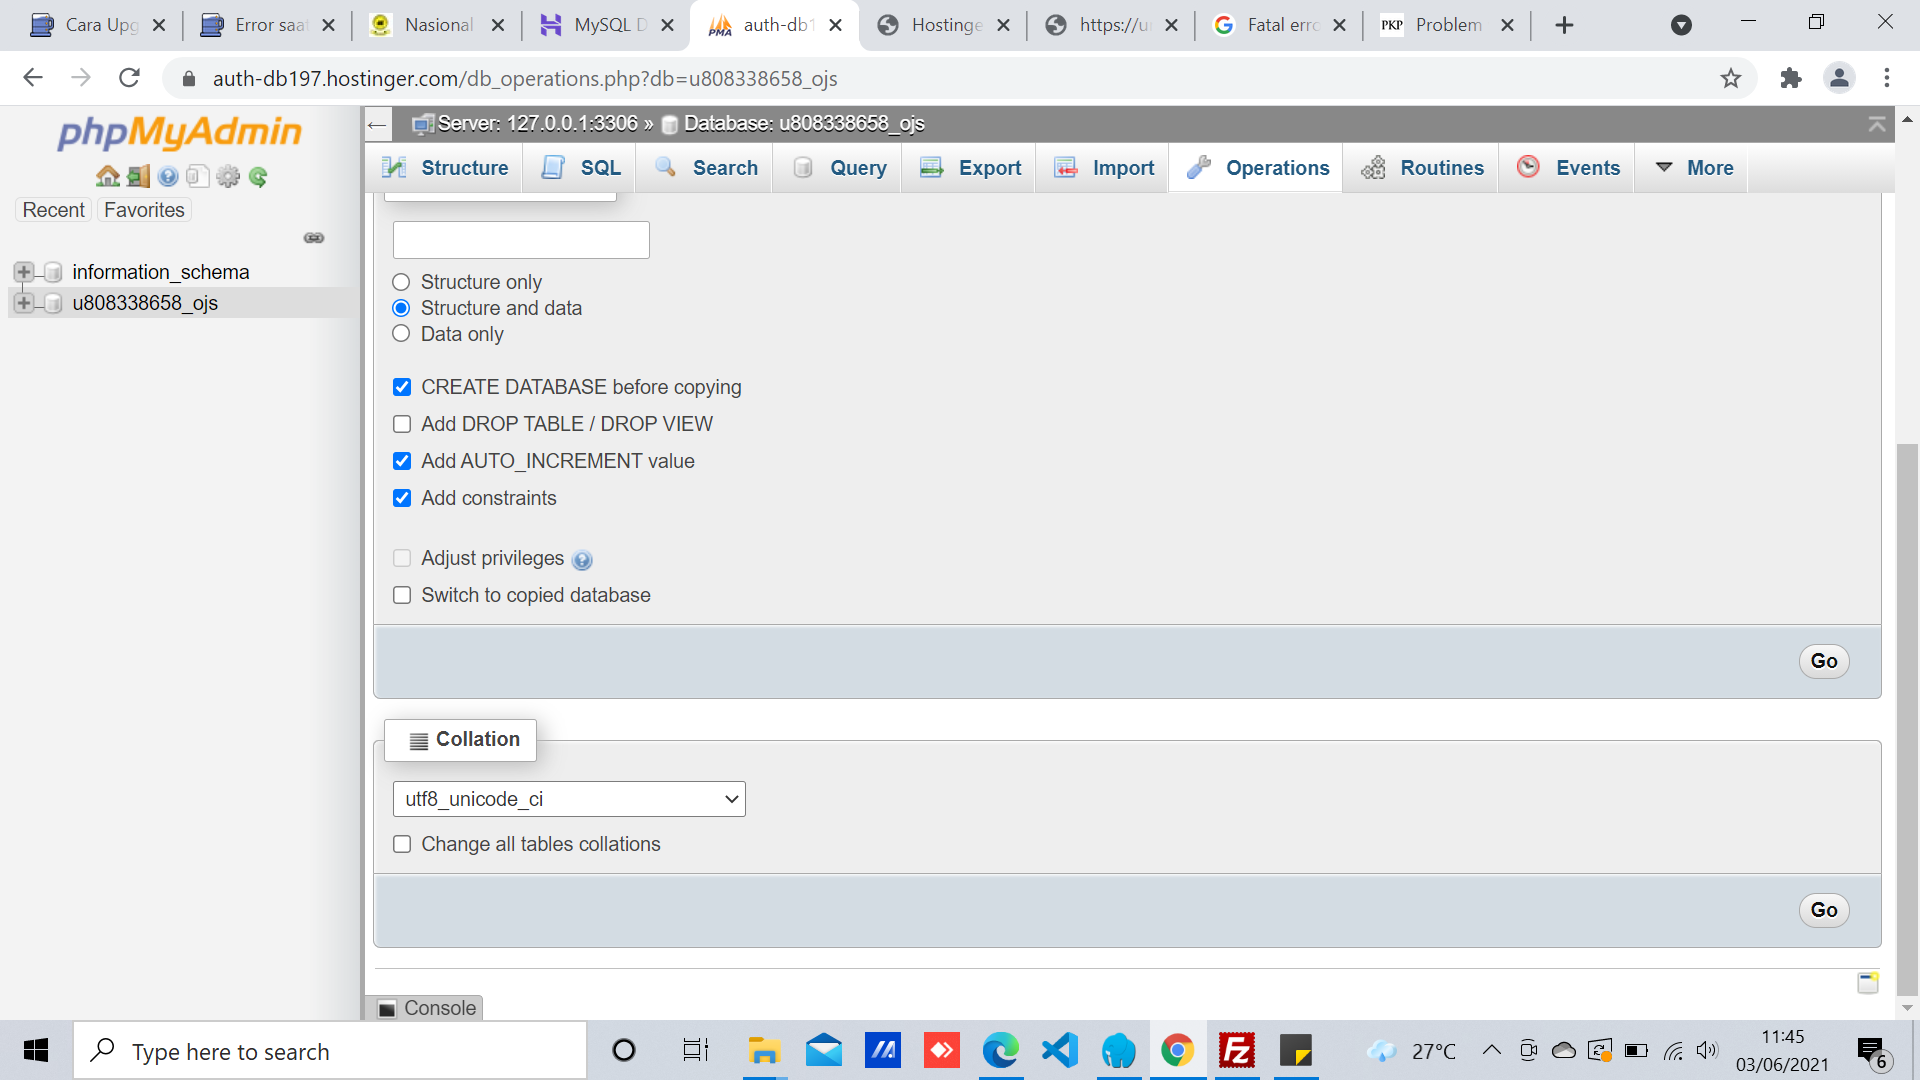 Cara Upg
Error saat
Nasional
MySQL D
auth-db1
Hostinge
https://u
Fatal erro
PKP Problem
auth-db197.hostinger.com/db_operations.php?db=u808338658_ojs
phpMyAdmin
Recent Favorites
information_schema
u808338658_ojs
Server: 127.0.0.1:3306 » Database: u808338658_ojs
Structure SQL Search Query Export Import Operations Routines Events More
Structure only
Structure and data
Data only
CREATE DATABASE before copying
Add DROP TABLE / DROP VIEW
Add AUTO_INCREMENT value
Add constraints
Adjust privileges
Switch to copied database
Go
Collation
utf8_unicode_ci
Change all tables collations
Go
Console
Type here to search
27°C
11:45
03/06/2021
6